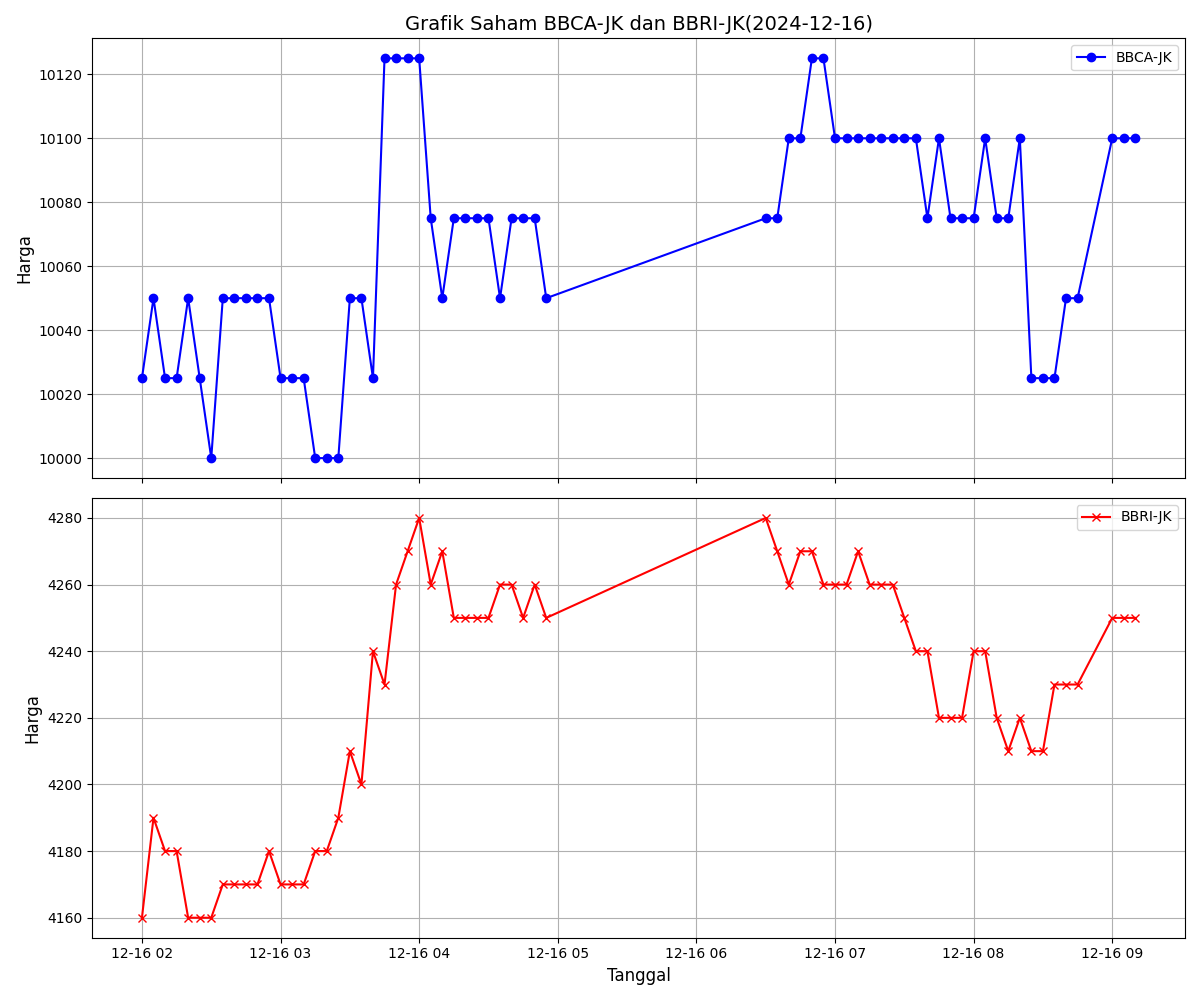 Grafik Saham BBCA-JK dan BBRI-JK(2024-12-16)
BBCA-JK
10120
10100
10080
10060
10040
10020
10000
Harga
BBRI-JK
4280
4260
4240
4220
4200
4180
4160
Harga
12-16 02 12-16 03 12-16 04 12-16 05 12-16 06 12-16 07 12-16 08 12-16 09
Tanggal